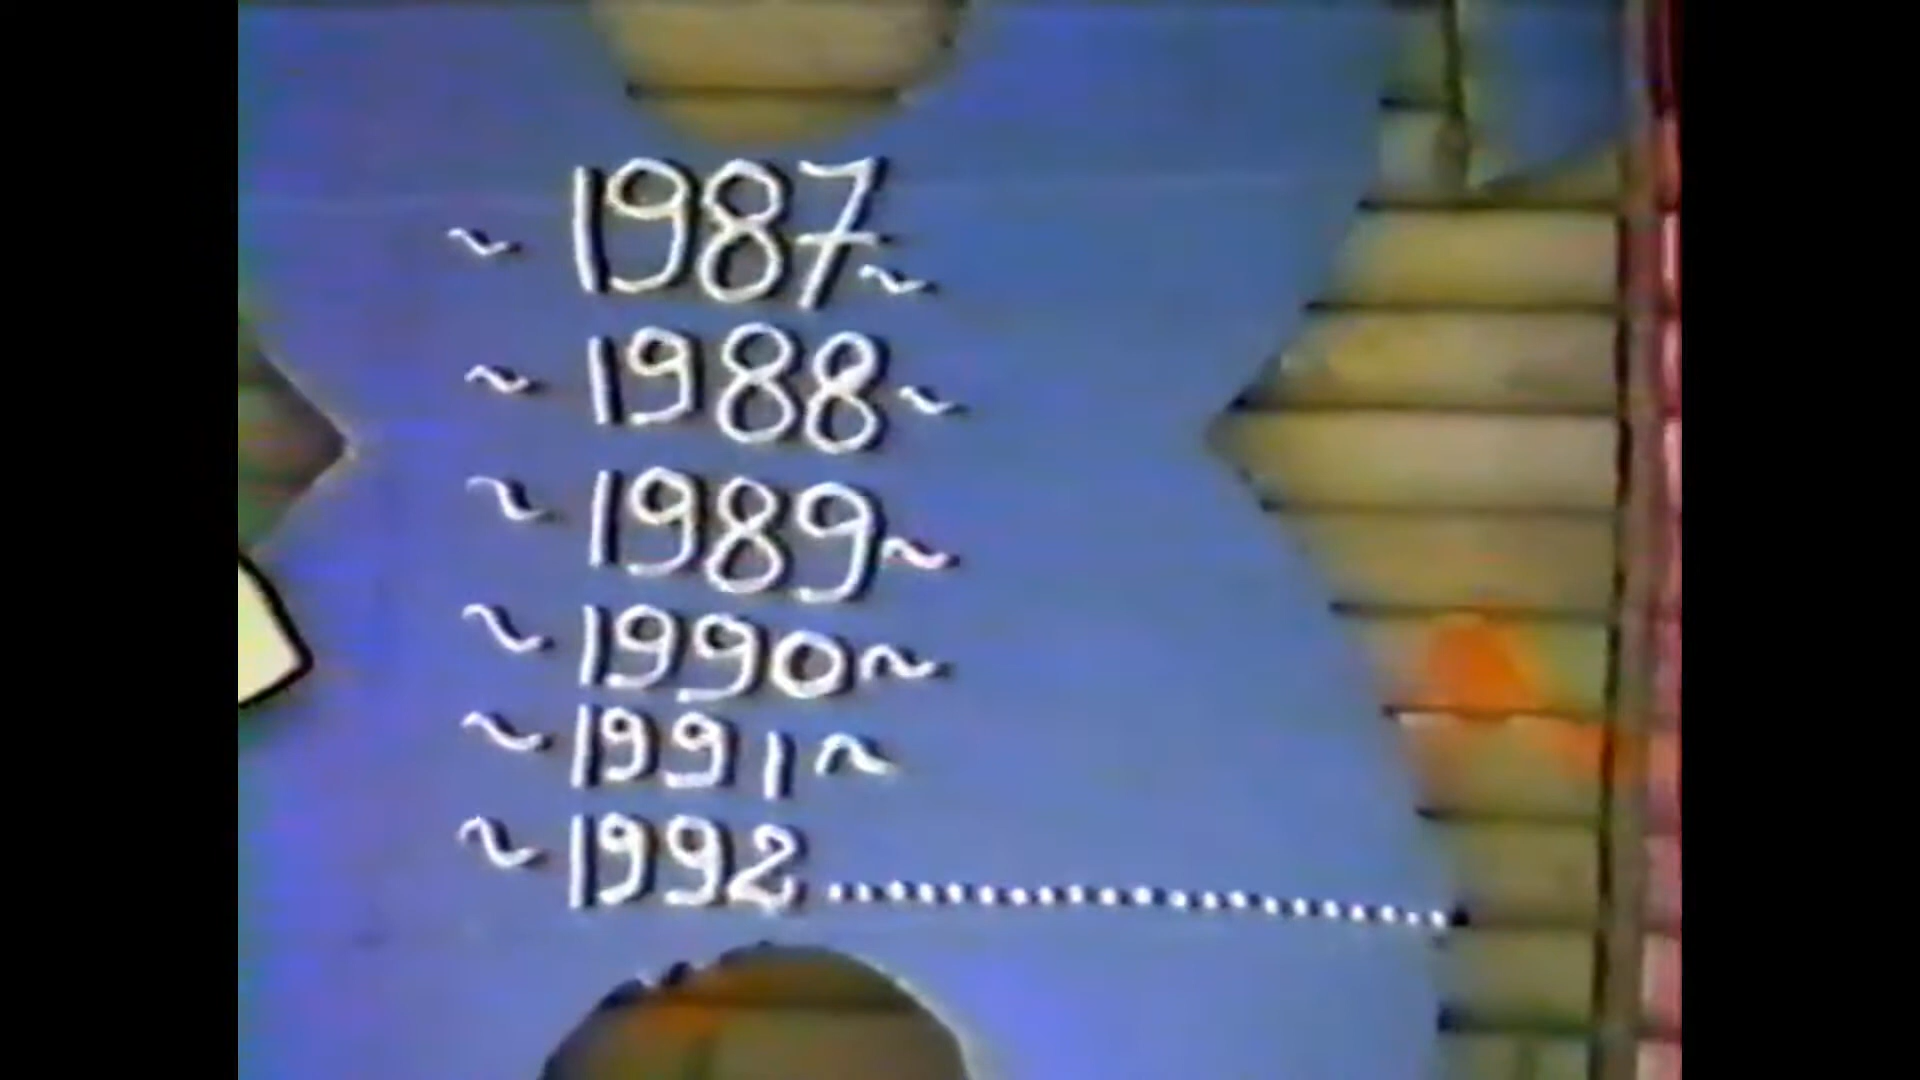 ~ 1987 ~
~ 1988 ~
~ 1989 ~
~ 1990 ~
~ 1991 ~
~ 1992 .....................